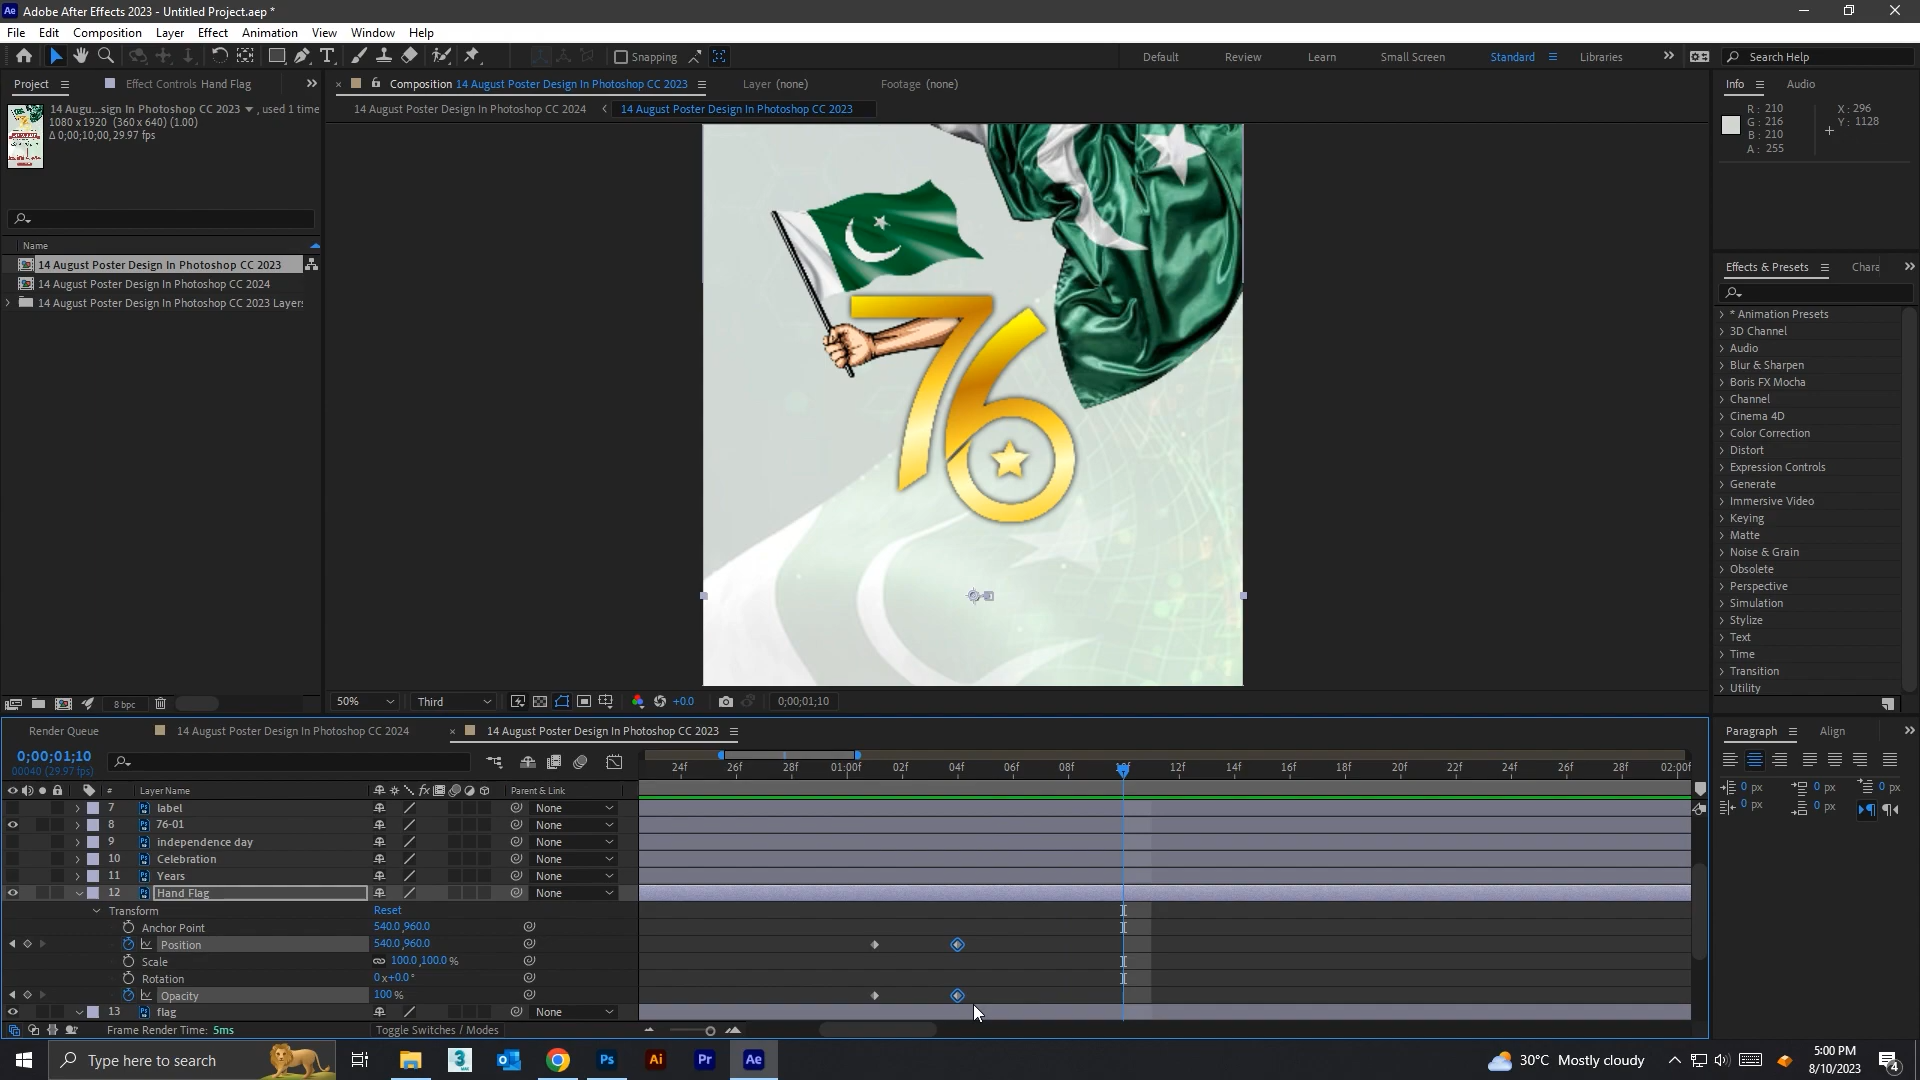 Adobe After Effects 2023 - Untitled Project.aep *
File Edit Composition Layer Effect Animation View Window Help
Snapping
Default Review Learn Small Screen Standard Libraries Search Help
Project Effect Controls Hand Flag
Composition 14 August Poster Design In Photoshop CC 2023 Layer (none) Footage (none)
Info Audio
14 Augu...sign In Photoshop CC 2023 , used 1 time
1080 x 1920 (360 x 640) (1.00)
Δ 0;00;10;00, 29.97 fps
14 August Poster Design In Photoshop CC 2024 14 August Poster Design In Photoshop CC 2023
R: 210
G: 216
B: 210
A: 255
X: 296
Y: 1128
Name
14 August Poster Design In Photoshop CC 2023
14 August Poster Design In Photoshop CC 2024
14 August Poster Design In Photoshop CC 2023 Layers
76
Effects & Presets Chara
* Animation Presets
3D Channel
Audio
Blur & Sharpen
Boris FX Mocha
Channel
Cinema 4D
Color Correction
Distort
Expression Controls
Generate
Immersive Video
Keying
Matte
Noise & Grain
Obsolete
Perspective
Simulation
Stylize
Text
Time
Transition
Utility
8 bpc
50% Third +0.0 0;00;01;10
Render Queue 14 August Poster Design In Photoshop CC 2024 14 August Poster Design In Photoshop CC 2023
Paragraph Align
0;00;01;10
00040 (29.97 fps)
24f 26f 28f 01:00f 02f 04f 06f 08f 10f 12f 14f 16f 18f 20f 22f 24f 26f 28f 02:00f
# Layer Name Parent & Link
0 px 0 px 0 px
0 px 0 px
7 label None
8 76-01 None
9 independence day None
10 Celebration None
11 Years None
12 Hand Flag None
Transform Reset
Anchor Point 540.0,960.0
Position 540.0,960.0
Scale 100.0,100.0 %
Rotation 0x+0.0°
Opacity 100 %
13 flag None
Frame Render Time: 5ms Toggle Switches / Modes
Type here to search
Ps Ai Pr Ae
30°C Mostly cloudy
5:00 PM
8/10/2023
4